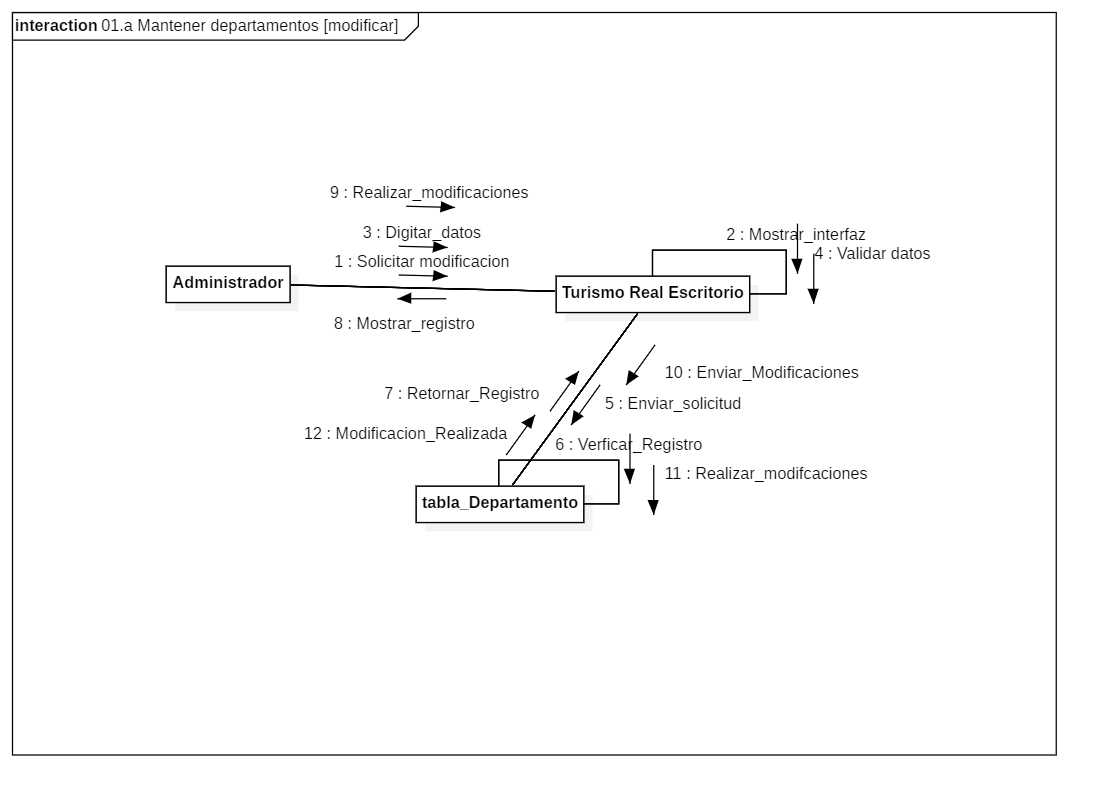 interaction 01.a Mantener departamentos [modificar]
9 : Realizar_modificaciones
3 : Digitar_datos
2 : Mostrar_interfaz
4 : Validar datos
1 : Solicitar modificacion
Administrador
Turismo Real Escritorio
8 : Mostrar_registro
10 : Enviar_Modificaciones
7 : Retornar_Registro
5 : Enviar_solicitud
12 : Modificacion_Realizada
6 : Verficar_Registro
11 : Realizar_modifcaciones
tabla_Departamento